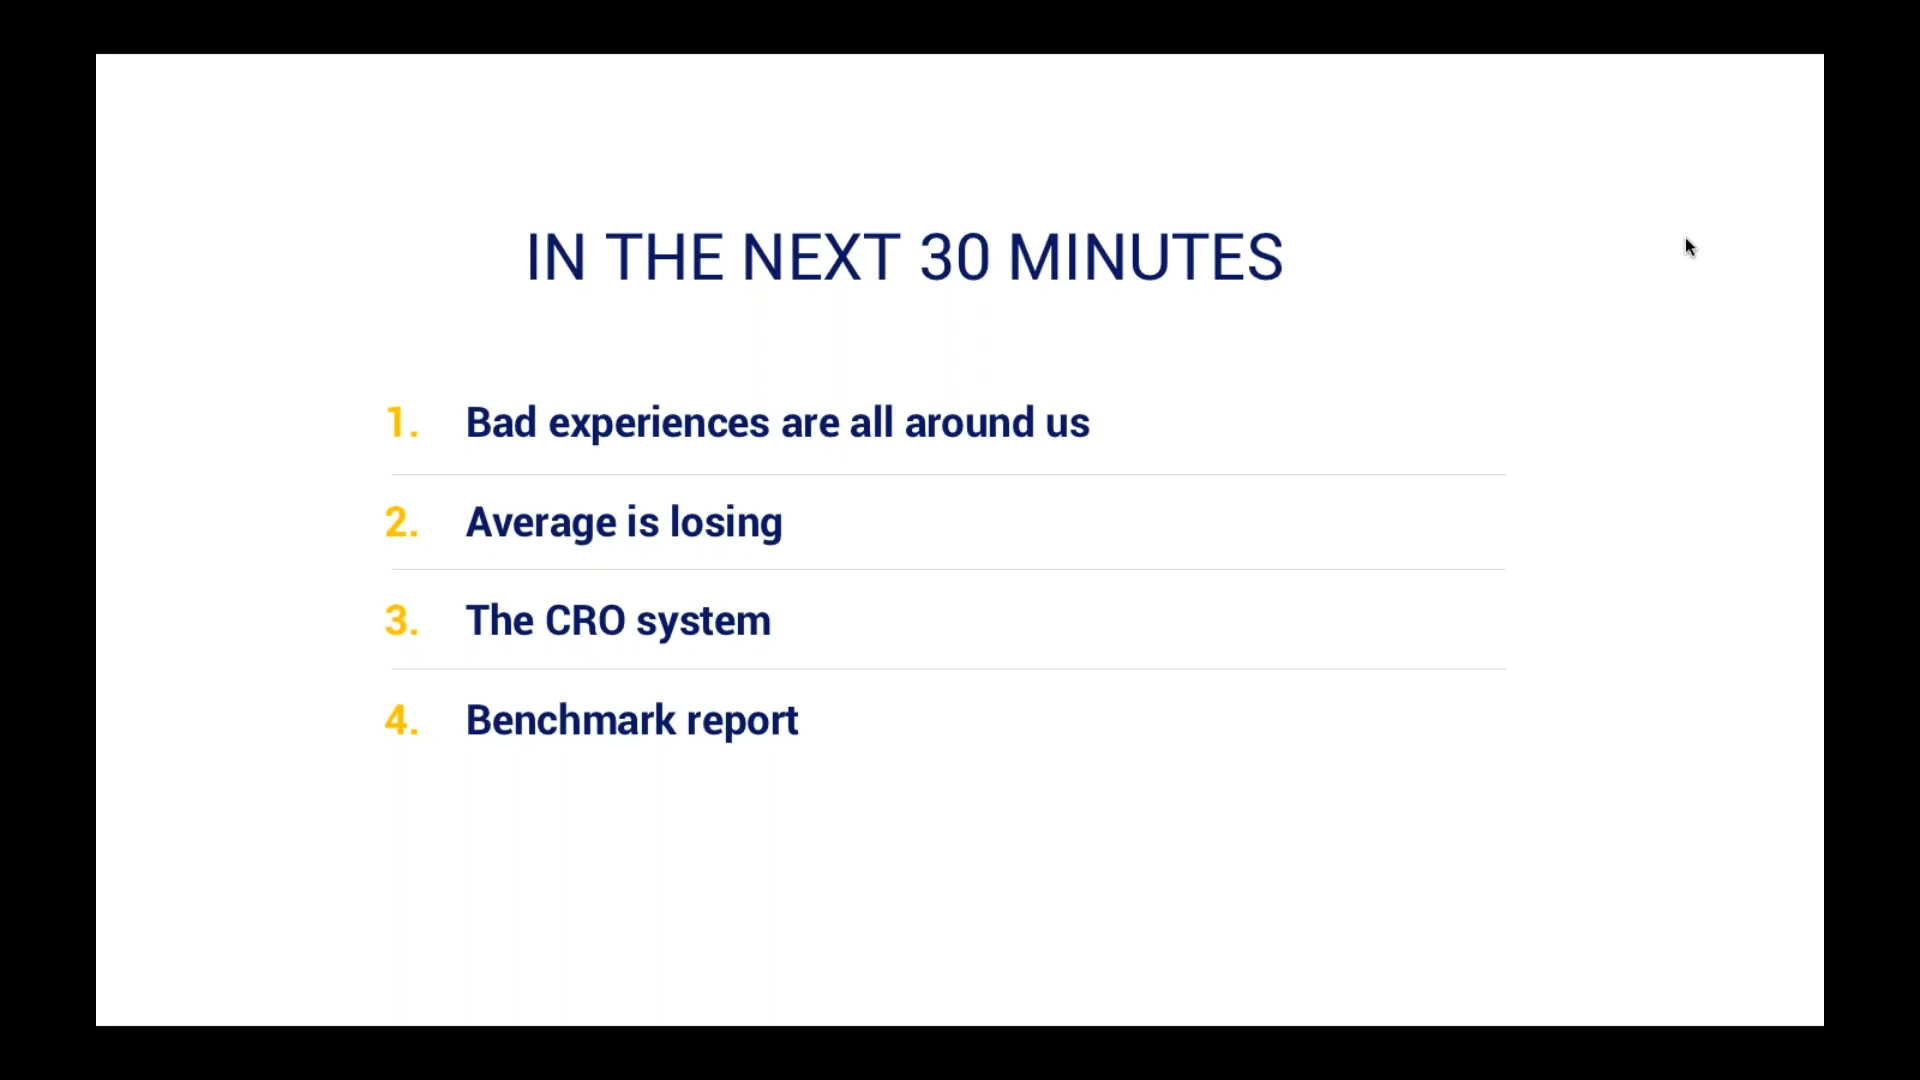 IN THE NEXT 30 MINUTES
1. Bad experiences are all around us
2. Average is losing
3. The CRO system
4. Benchmark report